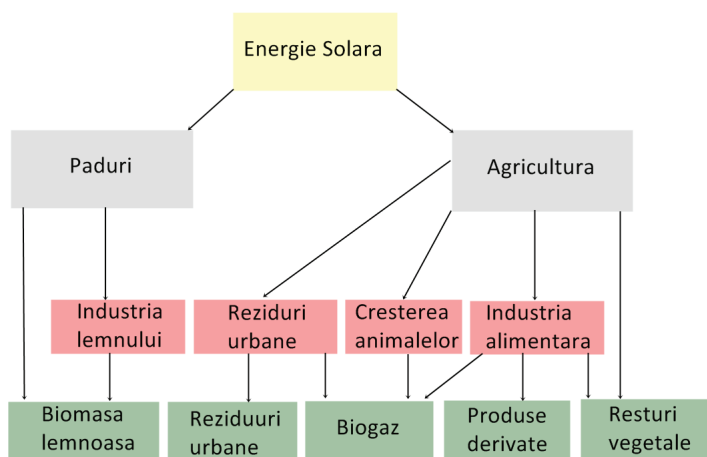 Energie Solara
Paduri
Agricultura
Industria
lemnului
Reziduri
urbane
Cresterea
animalelor
Industria
alimentara
Biomasa
lemnoasa
Reziduuri
urbane
Biogaz
Produse
derivate
Resturi
vegetale